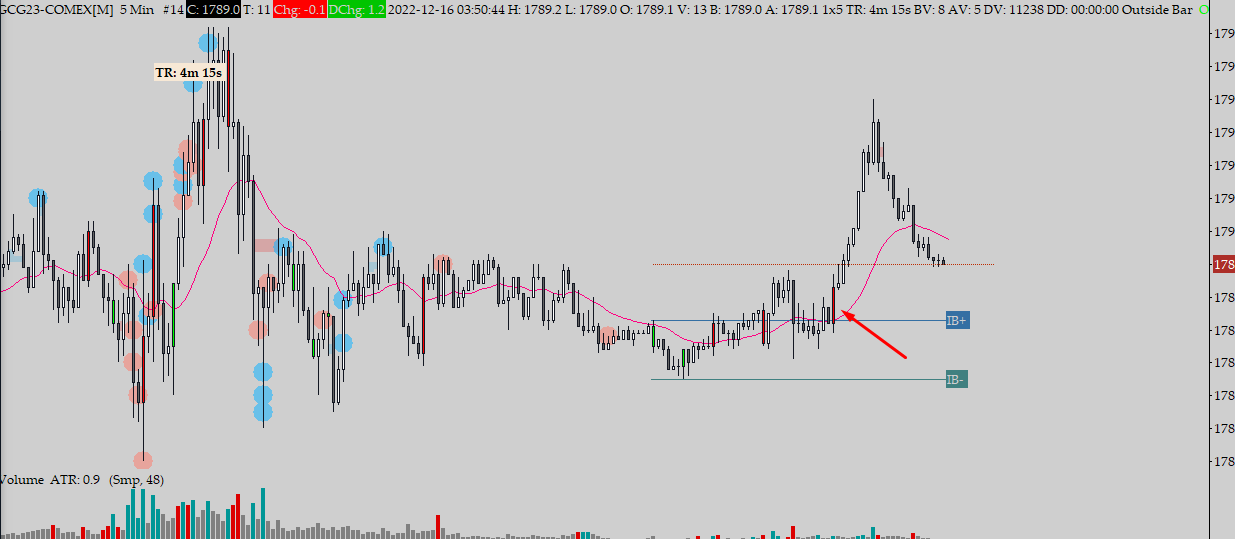 GCG23-COMEX[M] 5 Min #14 C: 1789.0 T: 11 Chg: -0.1 DChg: 1.2 2022-12-16 03:50:44 H: 1789.2 L: 1789.0 O: 1789.1 V: 13 B: 1789.0 A: 1789.1 1x5 TR: 4m 15s BV: 8 AV: 5 DV: 11238 DD: 00:00:00 Outside Bar O
179
TR: 4m 15s
179
179
179
179
179
179
178
178
IB+
178
178
IB-
178
178
178
Volume ATR: 0.9 (Smp, 48)